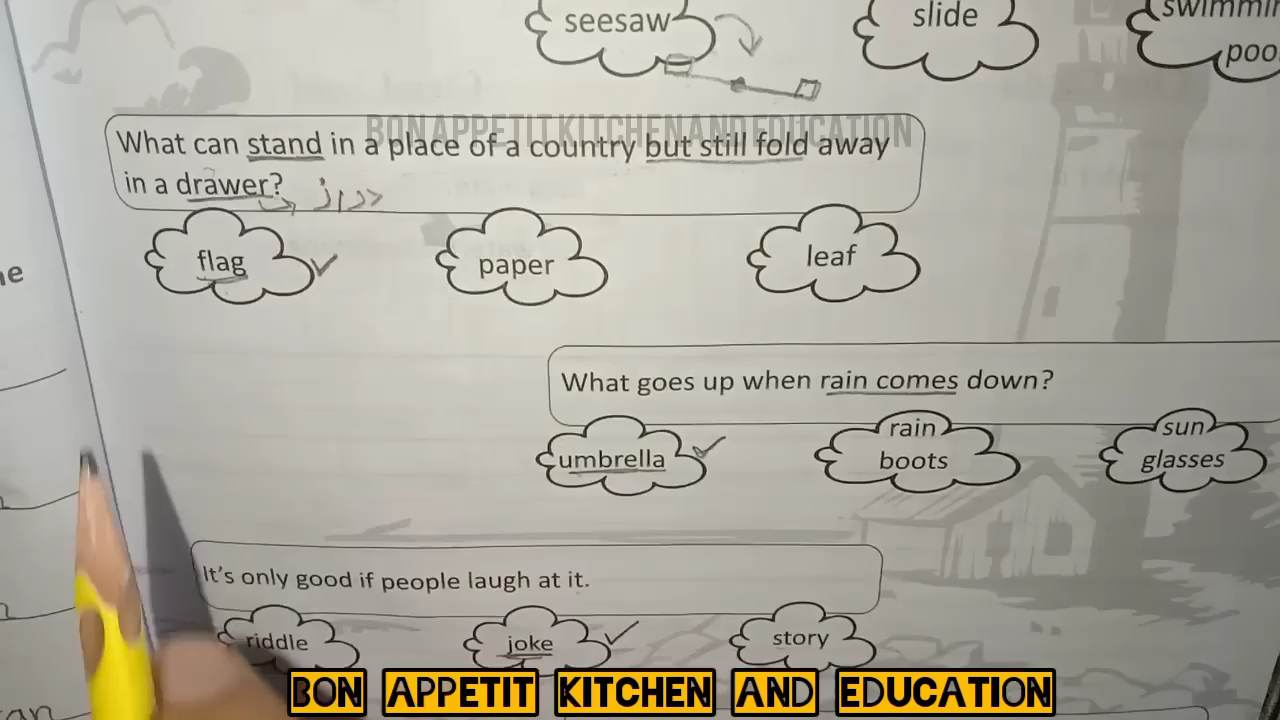 seesaw
slide
BON APPETIT KITCHEN AND EDUCATION
What can stand in a place of a country but still fold away
in a drawer?
دراز
flag
paper
leaf
What goes up when rain comes down?
umbrella
rain
boots
sun
glasses
It's only good if people laugh at it.
riddle
joke
story
BON APPETIT KITCHEN AND EDUCATION